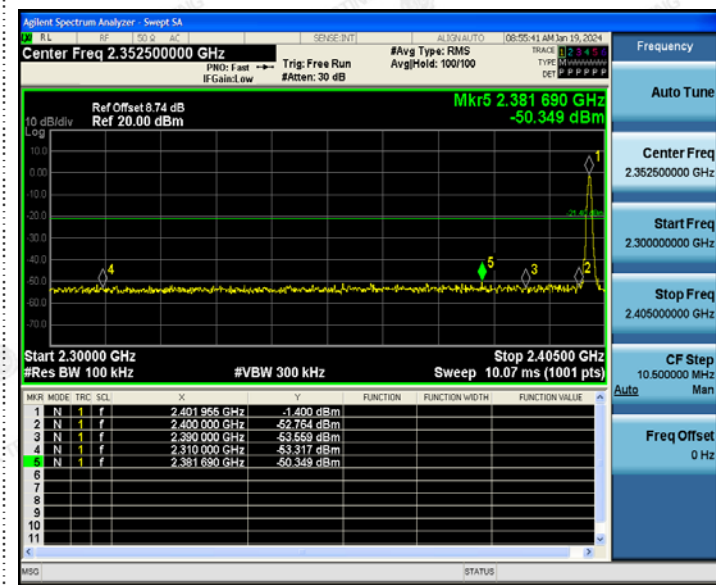 Agilent Spectrum Analyzer - Swept SA
RL RF 50 Ω AC SENSE:INT ALIGN AUTO 08:55:41 AM Jan 19, 2024
Center Freq 2.352500000 GHz
PNO: Fast
IFGain:Low
Trig: Free Run
#Atten: 30 dB
#Avg Type: RMS
Avg|Hold: 100/100
TRACE 1 2 3 4 5 6
TYPE M
DET P P P P P P
Ref Offset 8.74 dB
10 dB/div Ref 20.00 dBm
Log
Mkr5 2.381 690 GHz
-50.349 dBm
10.0
0.00
-10.0
-20.0
-30.0
-40.0
-50.0
-60.0
-70.0
1
4
5
3
2
Start 2.30000 GHz Stop 2.40500 GHz
#Res BW 100 kHz #VBW 300 kHz Sweep 10.07 ms (1001 pts)
MKR MODE TRC SCL X Y FUNCTION FUNCTION WIDTH FUNCTION VALUE
1 N 1 f 2.401 955 GHz -1.400 dBm
2 N 1 f 2.400 000 GHz -52.764 dBm
3 N 1 f 2.390 000 GHz -53.559 dBm
4 N 1 f 2.310 000 GHz -53.317 dBm
5 N 1 f 2.381 690 GHz -50.349 dBm
6
7
8
9
10
11
MSG STATUS
Frequency
Auto Tune
Center Freq
2.352500000 GHz
Start Freq
2.300000000 GHz
Stop Freq
2.405000000 GHz
CF Step
10.500000 MHz
Auto Man
Freq Offset
0 Hz